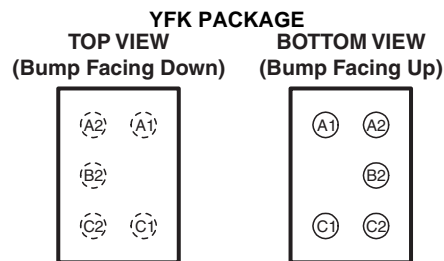 YFK PACKAGE
TOP VIEW
(Bump Facing Down)
A2 A1
B2
C2 C1
BOTTOM VIEW
(Bump Facing Up)
A1 A2
B2
C1 C2